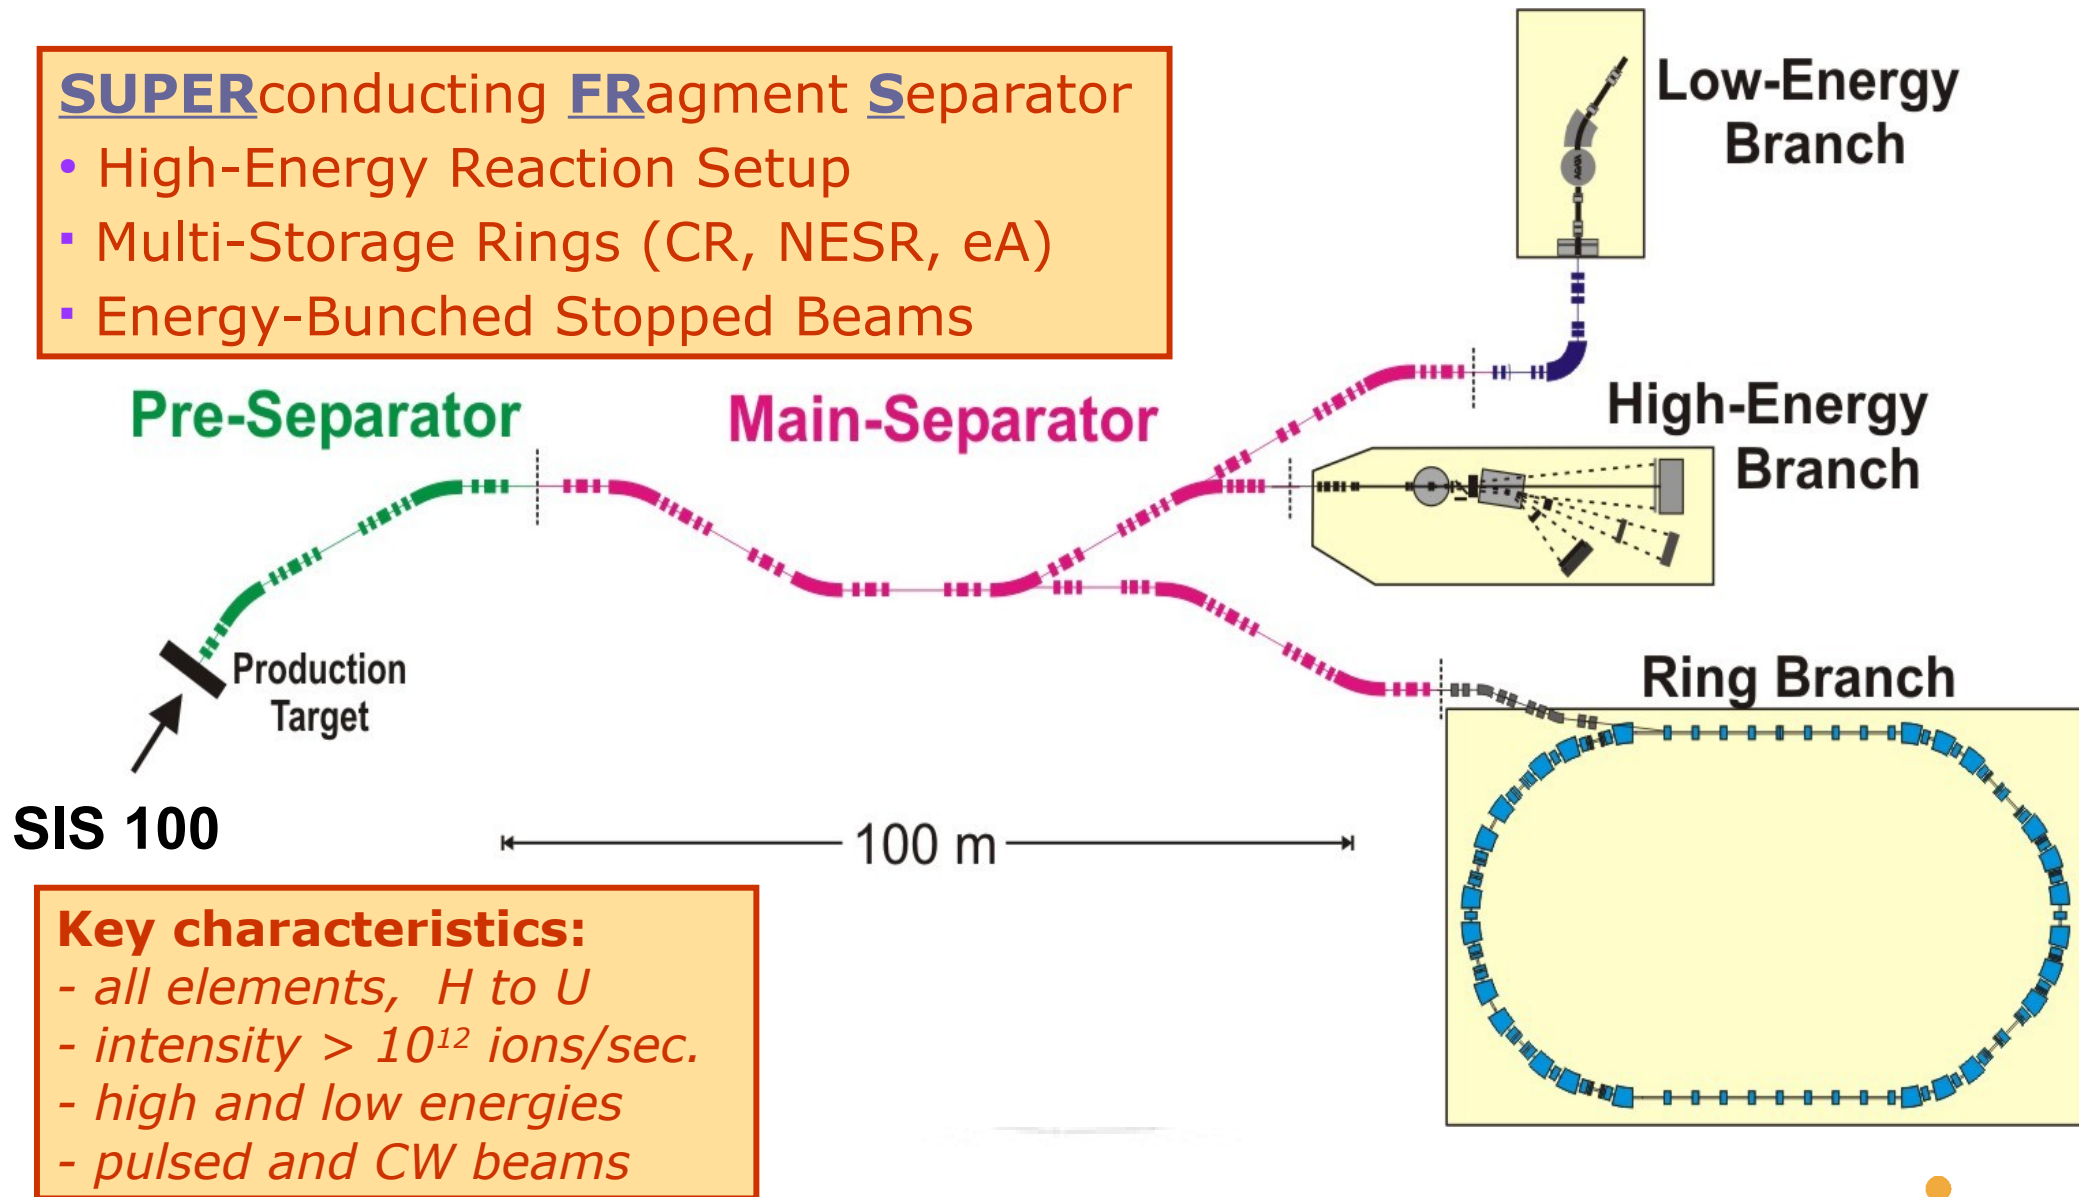 SUPERconducting FRagment Separator
• High-Energy Reaction Setup
▪ Multi-Storage Rings (CR, NESR, eA)
▪ Energy-Bunched Stopped Beams
Low-Energy
Branch
AGATA
Pre-Separator
Main-Separator
High-Energy
Branch
Production
Target
SIS 100
Ring Branch
100 m
Key characteristics:
- all elements, H to U
- intensity > 10¹² ions/sec.
- high and low energies
- pulsed and CW beams